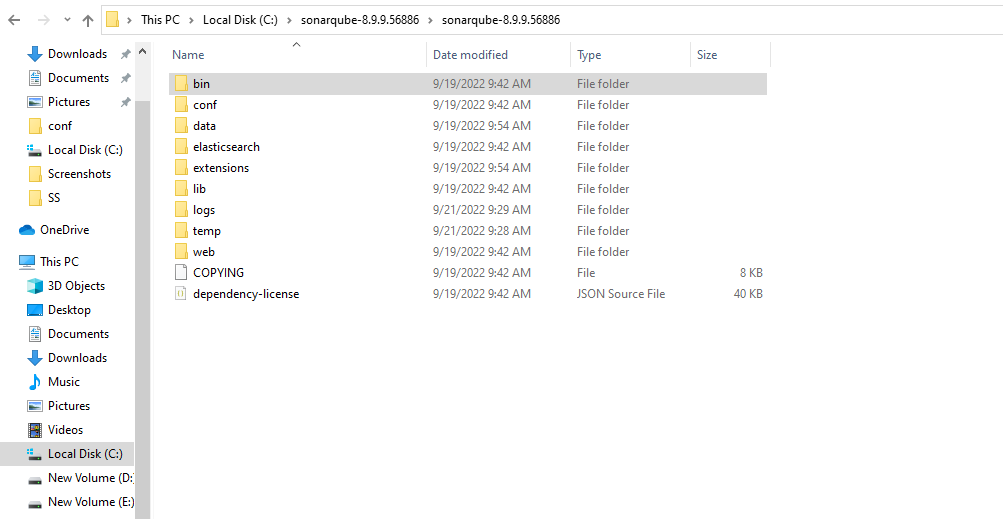 This PC Local Disk (C:) sonarqube-8.9.9.56886 sonarqube-8.9.9.56886
Downloads
Documents
Pictures
conf
Local Disk (C:)
Screenshots
SS
OneDrive
This PC
3D Objects
Desktop
Documents
Downloads
Music
Pictures
Videos
Local Disk (C:)
New Volume (D:
New Volume (E:)
Name Date modified Type Size
bin 9/19/2022 9:42 AM File folder
conf 9/19/2022 9:42 AM File folder
data 9/19/2022 9:54 AM File folder
elasticsearch 9/19/2022 9:42 AM File folder
extensions 9/19/2022 9:54 AM File folder
lib 9/19/2022 9:42 AM File folder
logs 9/21/2022 9:29 AM File folder
temp 9/21/2022 9:28 AM File folder
web 9/19/2022 9:42 AM File folder
COPYING 9/19/2022 9:42 AM File 8 KB
dependency-license 9/19/2022 9:42 AM JSON Source File 40 KB